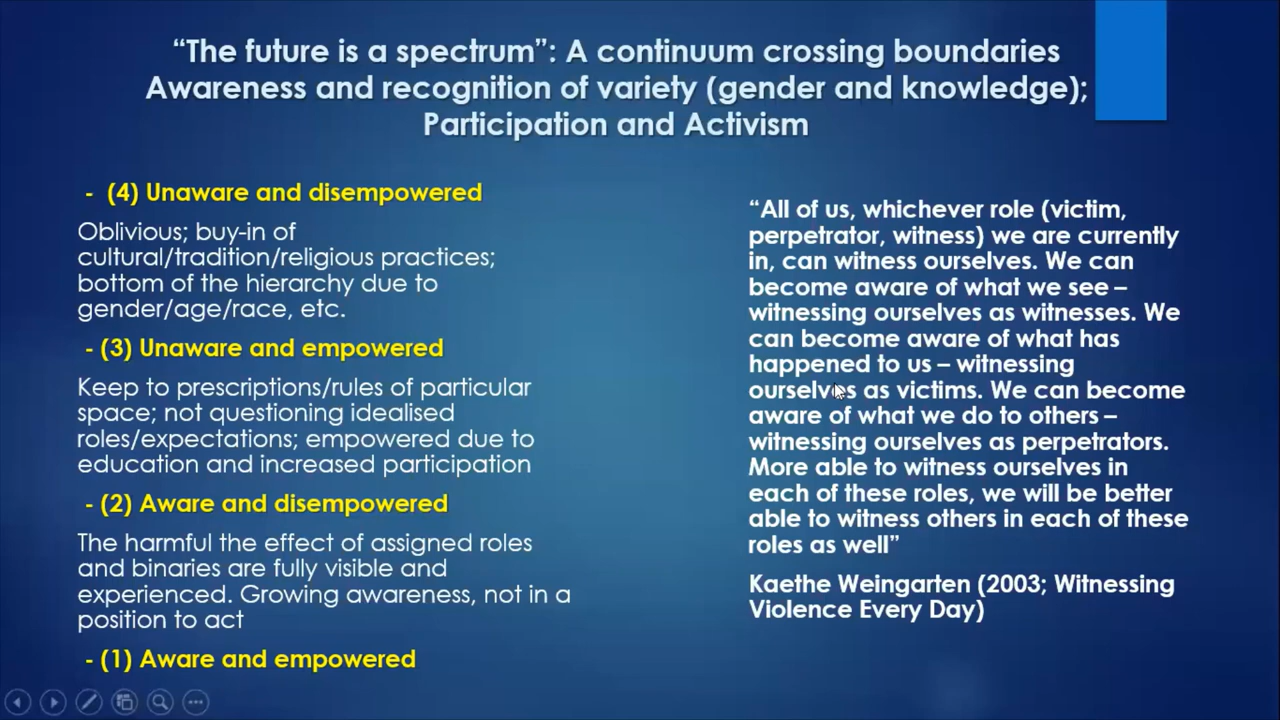 “The future is a spectrum”: A continuum crossing boundaries
Awareness and recognition of variety (gender and knowledge);
Participation and Activism
- (4) Unaware and disempowered
Oblivious; buy-in of
cultural/tradition/religious practices;
bottom of the hierarchy due to
gender/age/race, etc.
- (3) Unaware and empowered
Keep to prescriptions/rules of particular
space; not questioning idealised
roles/expectations; empowered due to
education and increased participation
- (2) Aware and disempowered
The harmful the effect of assigned roles
and binaries are fully visible and
experienced. Growing awareness, not in a
position to act
- (1) Aware and empowered
“All of us, whichever role (victim,
perpetrator, witness) we are currently
in, can witness ourselves. We can
become aware of what we see –
witnessing ourselves as witnesses. We
can become aware of what has
happened to us – witnessing
ourselves as victims. We can become
aware of what we do to others –
witnessing ourselves as perpetrators.
More able to witness ourselves in
each of these roles, we will be better
able to witness others in each of these
roles as well”
Kaethe Weingarten (2003; Witnessing
Violence Every Day)